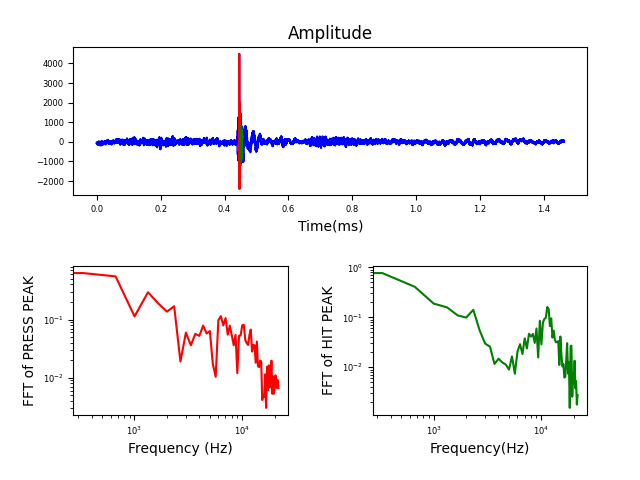 Amplitude
4000
3000
2000
1000
0
−1000
−2000
0.0 0.2 0.4 0.6 0.8 1.0 1.2 1.4
Time(ms)
FFT of PRESS PEAK
10⁻¹
10⁻²
10³ 10⁴
Frequency (Hz)
FFT of HIT PEAK
10⁰
10⁻¹
10⁻²
10³ 10⁴
Frequency(Hz)